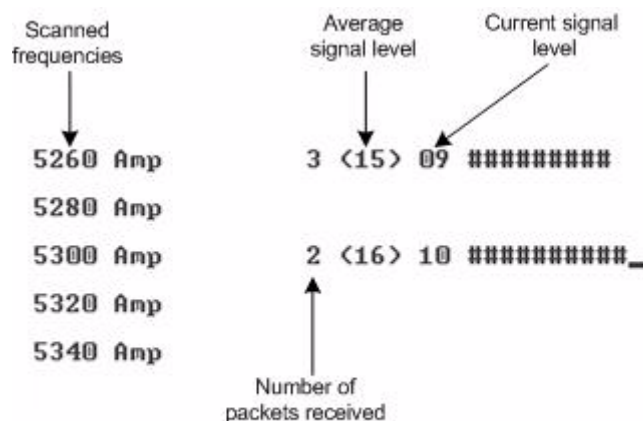 Scanned
frequencies
Average
signal level
Current signal
level
5260 Amp 3 (15) 09 #########
5280 Amp
5300 Amp 2 (16) 10 ##########_
5320 Amp
5340 Amp
Number of
packets received